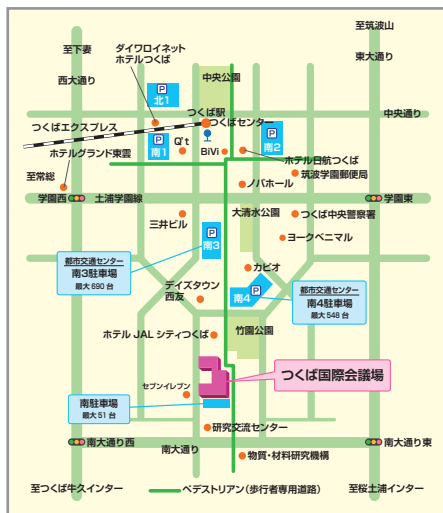 至筑波山
至下妻
ダイワロイネット
ホテルつくば
東大通り
西大通り
中央公園
北1
つくば駅
中央通り
つくばエクスプレス
つくばセンター
南1
Q't
BiVi
南2
ホテル日航つくば
ホテルグランド東雲
筑波学園郵便局
至常総
ノバホール
学園西
土浦学園線
学園東
大清水公園
三井ビル
つくば中央警察署
南3
ヨークベニマル
都市交通センター
南3駐車場
最大 690 台
カピオ
デイズタウン
西友
南4
都市交通センター
南4駐車場
最大 548 台
竹園公園
ホテル JAL シティつくば
つくば国際会議場
セブンイレブン
南駐車場
最大 51 台
研究交流センター
南大通り西
南大通り
南大通り東
物質・材料研究機構
至つくば牛久インター
ペデストリアン(歩行者専用道路)
至桜土浦インター